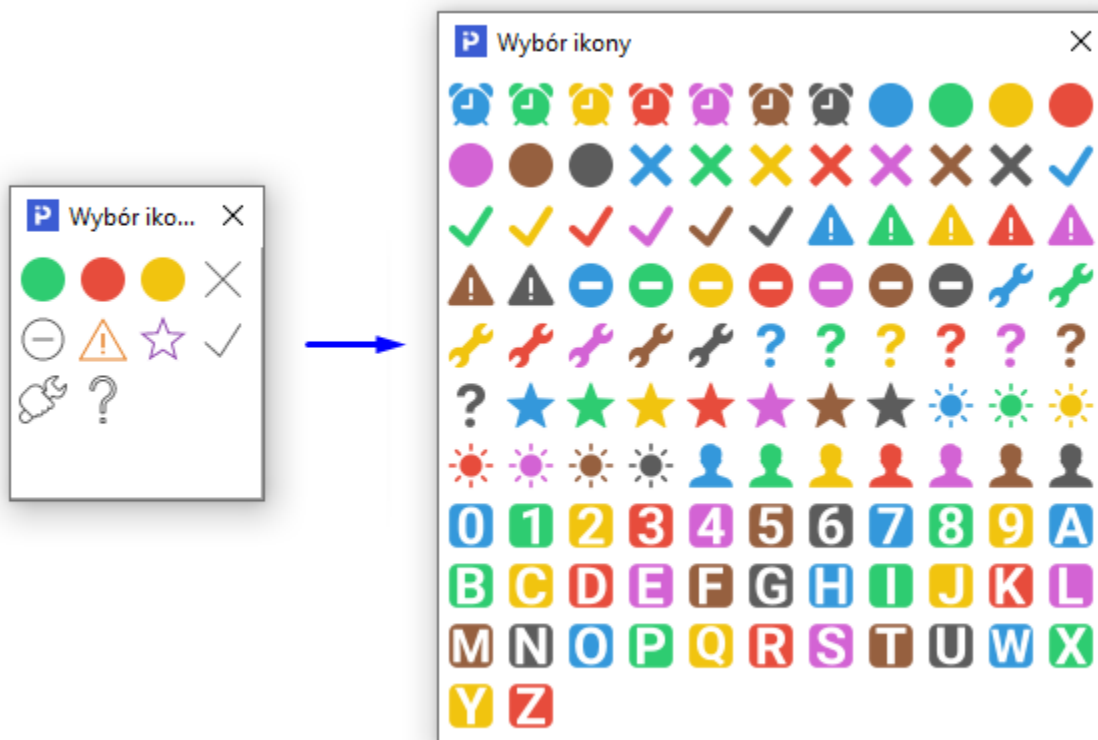 Wybór iko...
Wybór ikony
? ? ? ? ? ?
?
0 1 2 3 4 5 6 7 8 9 A
B C D E F G H I J K L
M N O P Q R S T U W X
Y Z